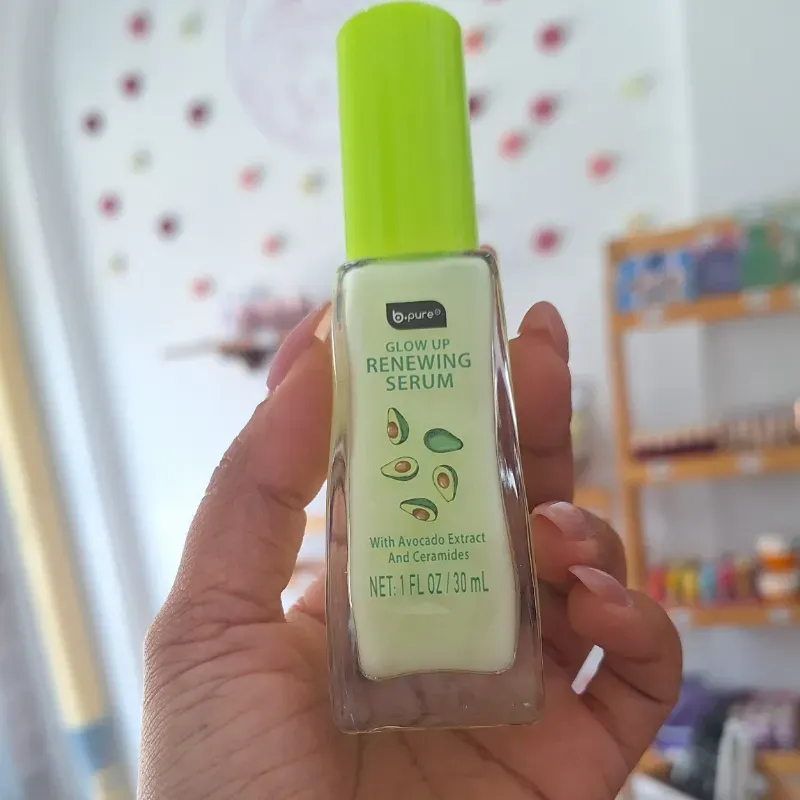 b.pure®
GLOW UP
RENEWING
SERUM
With Avocado Extract
And Ceramides
NET: 1 FL OZ / 30 mL